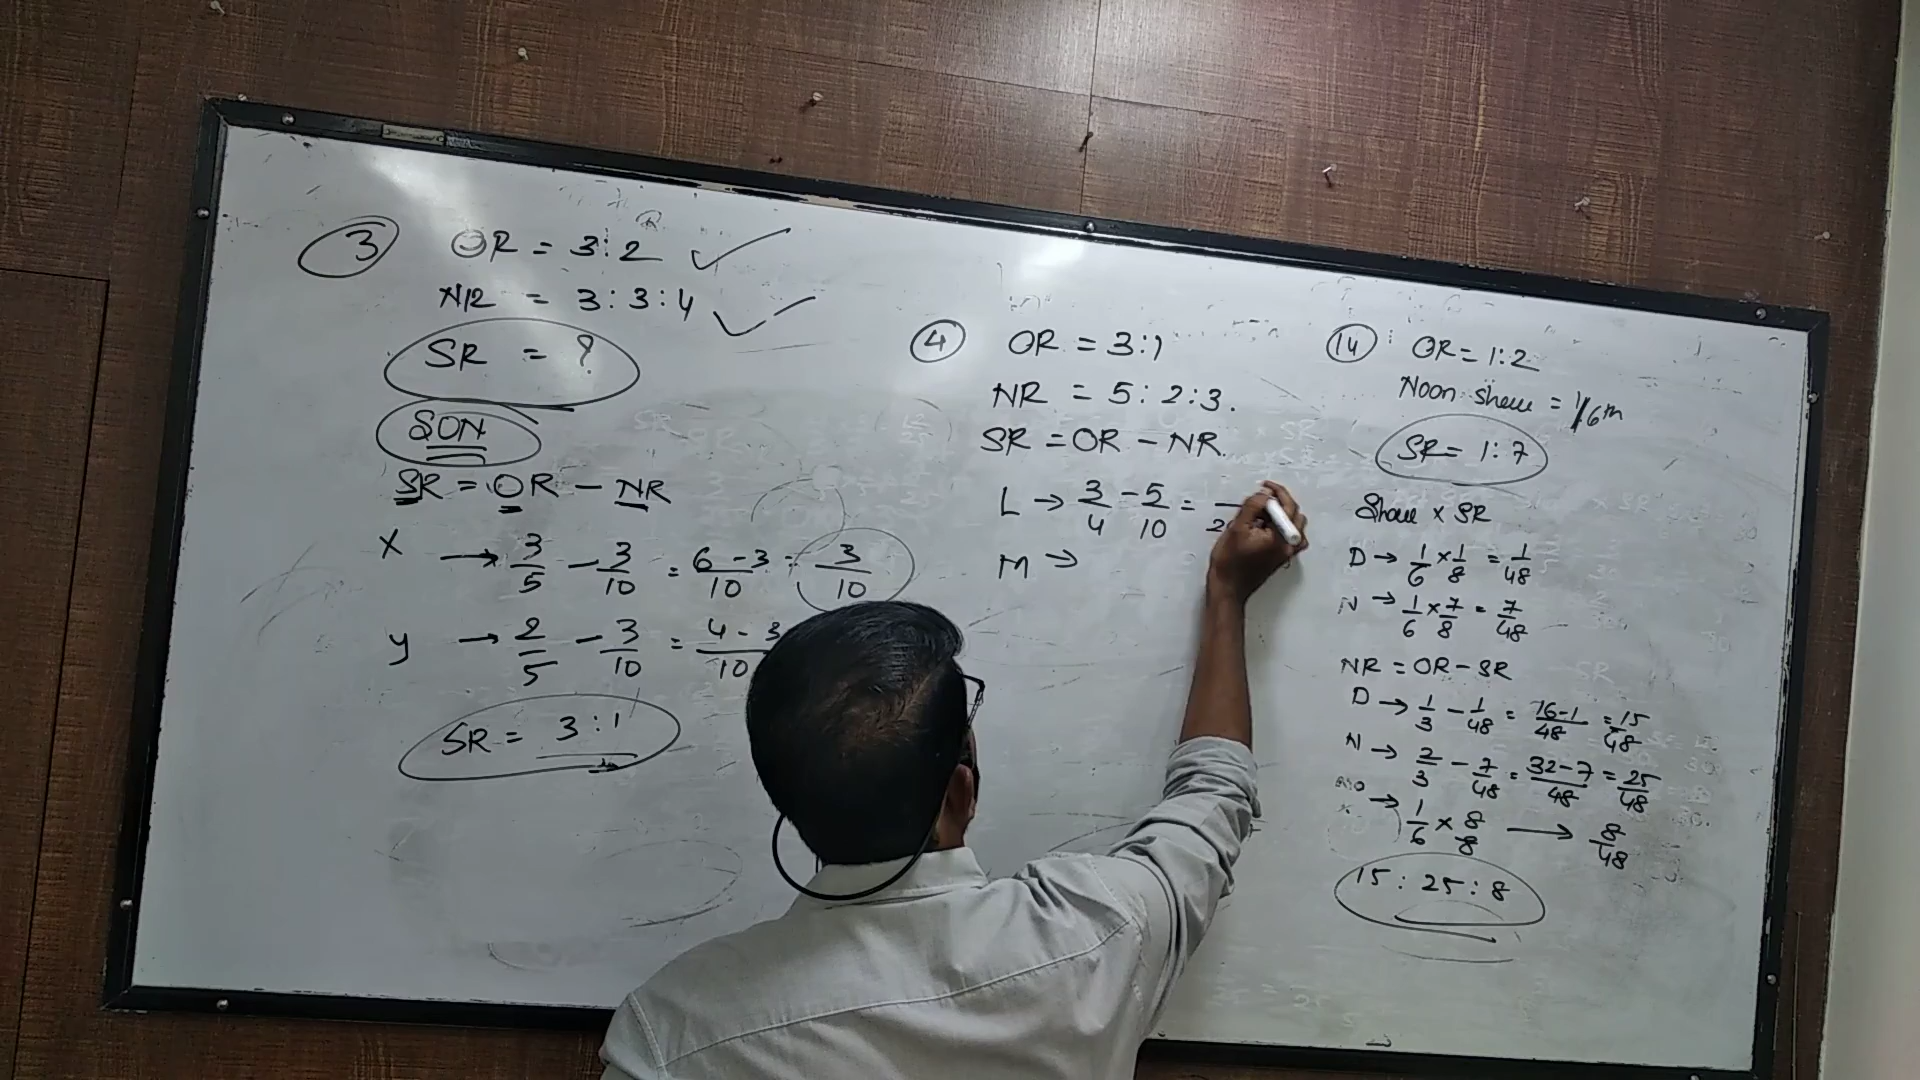 3
OR = 3:2
NR = 3:3:4
SR = ?
SON
SR = OR - NR
X → 3/5 - 3/10 = 6-3/10 = 3/10
y → 2/5 - 3/10 = 4-3/10
SR = 3:1
4 OR = 3:1
NR = 5:2:3.
SR = OR - NR.
L → 3/4 - 5/10 =
M →
14 OR = 1:2
Noon share = 1/6th
SR = 1:7
Share x SR
D → 1/6 x 1/8 = 1/48
N → 1/6 x 7/8 = 7/48
NR = OR - SR
D → 1/3 - 1/48 = 16-1/48 = 15/48
N → 2/3 - 7/48 = 32-7/48 = 25/48
→ 1/6 x 8/8 → 8/48
15:25:8